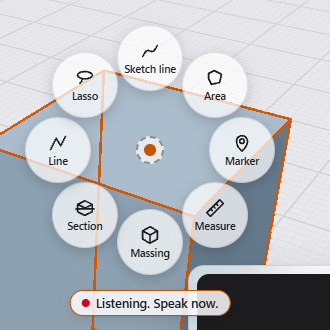 Sketch line
Lasso
Area
Line
Marker
Section
Measure
Massing
Listening. Speak now.